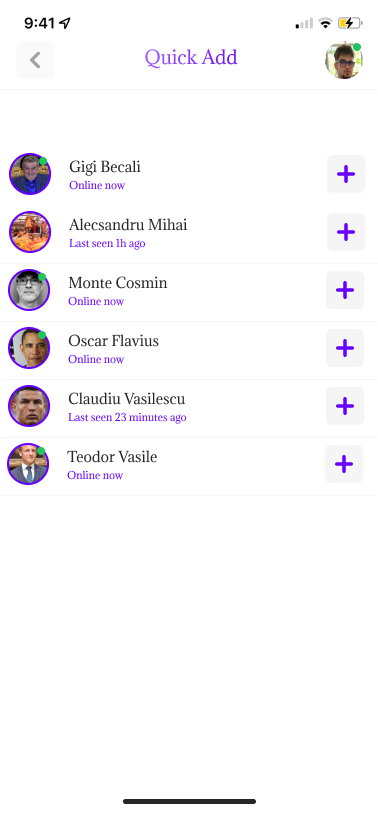 9:41
Quick Add
Gigi Becali
Online now
Alecsandru Mihai
Last seen 1h ago
Monte Cosmin
Online now
Oscar Flavius
Online now
Claudiu Vasilescu
Last seen 23 minutes ago
Teodor Vasile
Online now